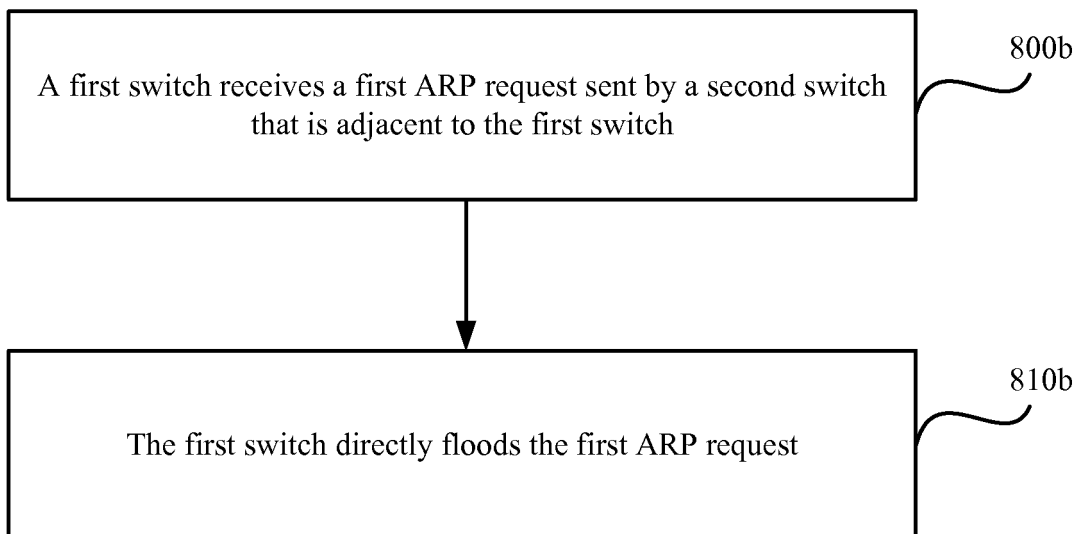 800b
A first switch receives a first ARP request sent by a second switch
that is adjacent to the first switch
810b
The first switch directly floods the first ARP request